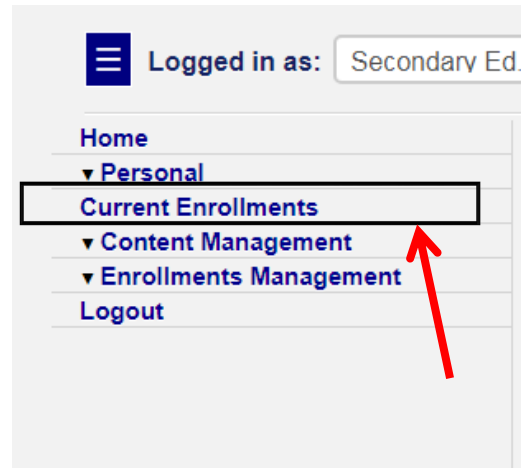 Logged in as: Secondary Ed.
Home
▾ Personal
Current Enrollments
▾ Content Management
▾ Enrollments Management
Logout